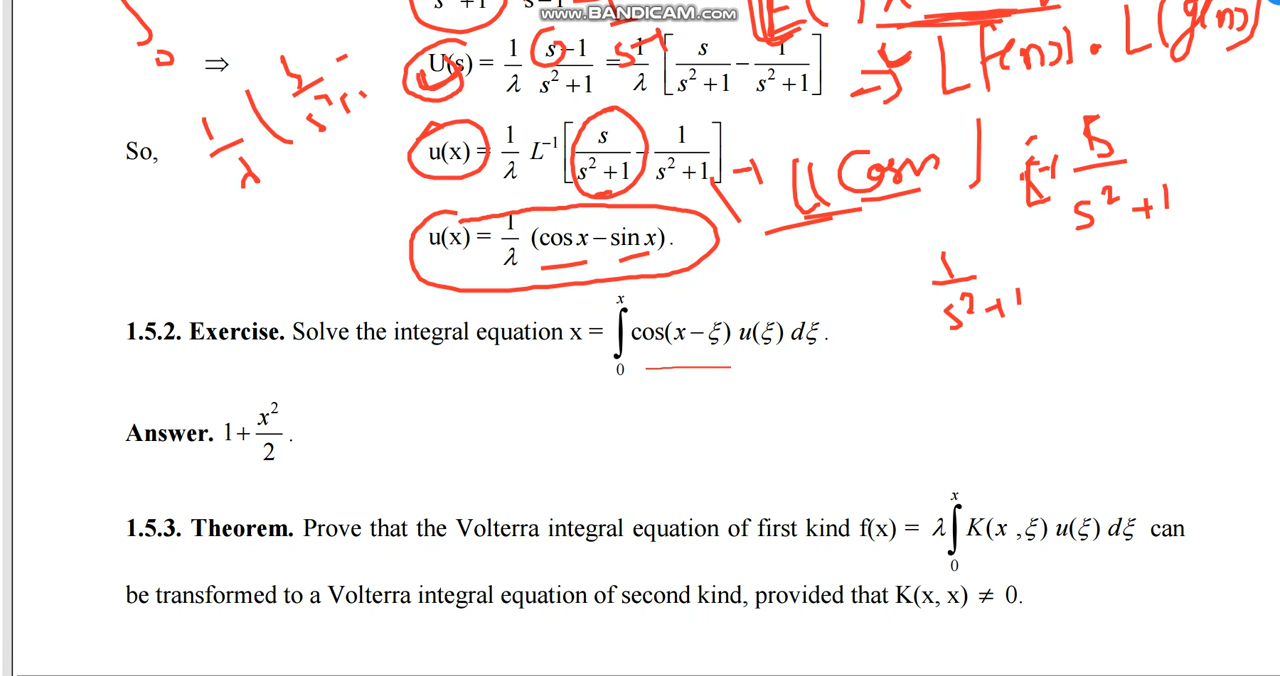 www.BANDICAM.com
L f(n)] . L(g(n)
⇒ U(s) = 1/λ s−1/s²+1 = 1/λ [s/s²+1 − 1/s²+1]
1/λ (
So, u(x) = 1/λ L⁻¹ [s/s²+1 − 1/s²+1]
s/s²+1
u(x) = 1/λ (cos x − sin x).
1/s²+1
1.5.2. Exercise. Solve the integral equation x = ∫₀ˣ cos(x − ξ) u(ξ) dξ .
Answer. 1 + x²/2 .
1.5.3. Theorem. Prove that the Volterra integral equation of first kind f(x) = λ∫₀ˣ K(x ,ξ) u(ξ) dξ can
be transformed to a Volterra integral equation of second kind, provided that K(x, x) ≠ 0.